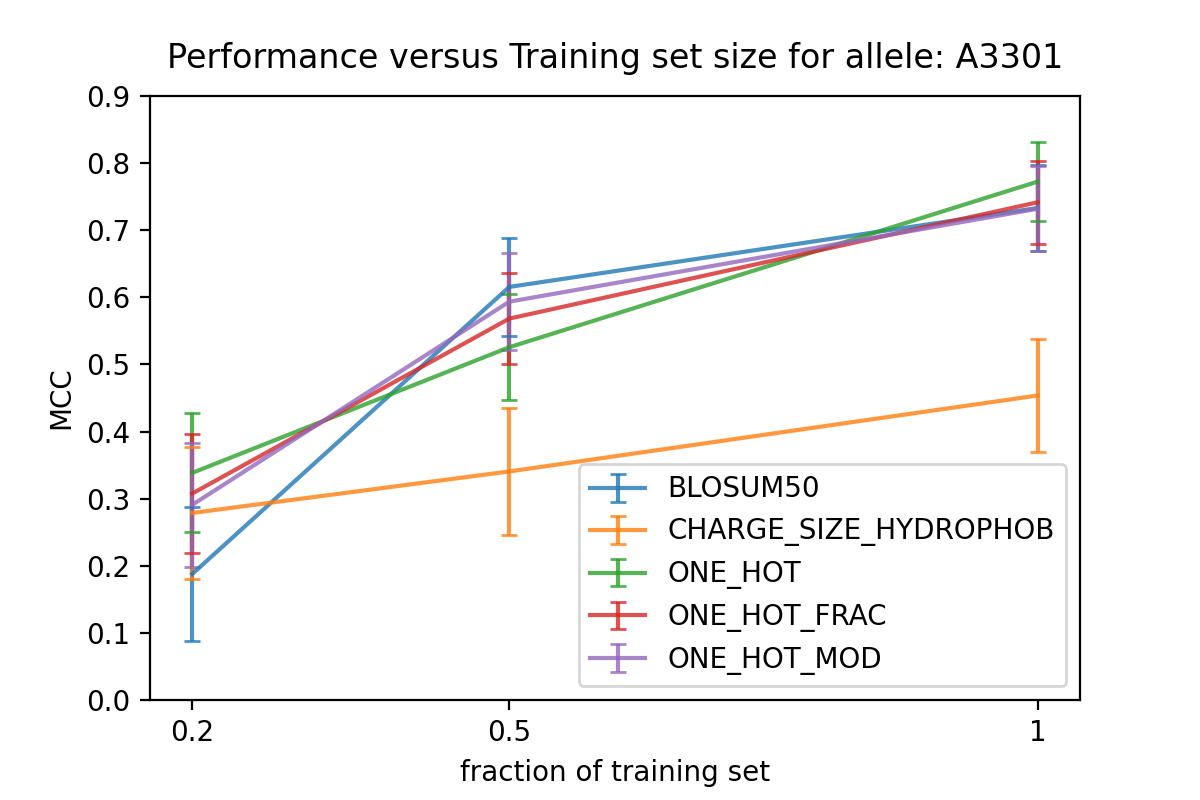 Performance versus Training set size for allele: A3301
0.9
0.8
0.7
0.6
0.5
0.4
0.3
0.2
0.1
0.0
MCC
BLOSUM50
CHARGE_SIZE_HYDROPHOB
ONE_HOT
ONE_HOT_FRAC
ONE_HOT_MOD
0.2 0.5 1
fraction of training set